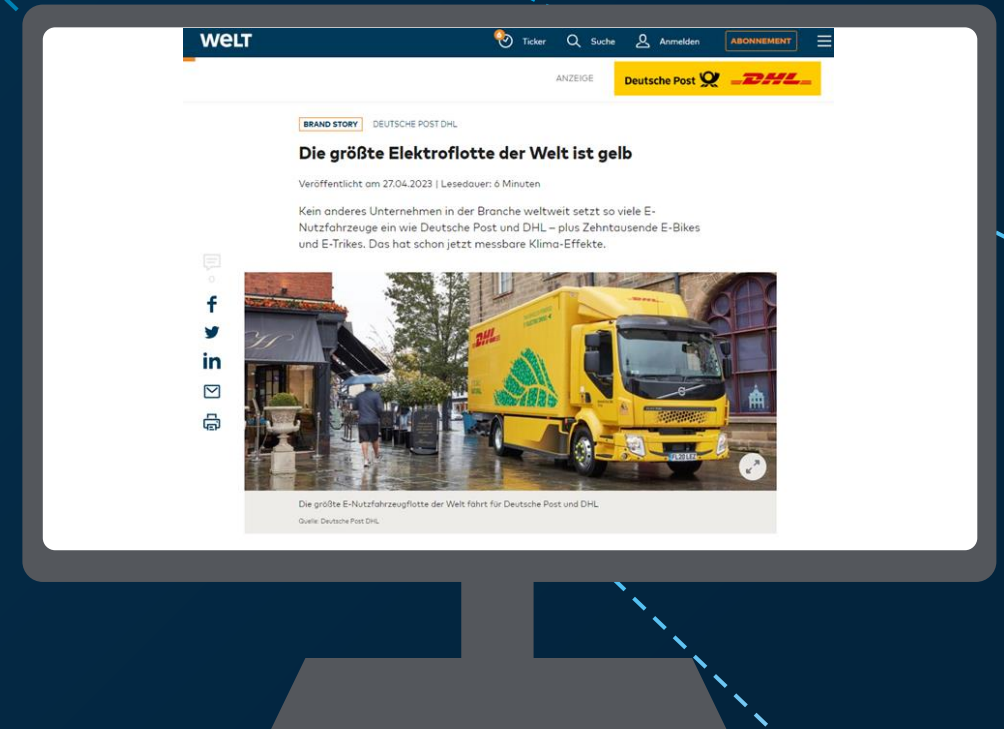 WELT
Ticker Suche Anmelden ABONNEMENT
ANZEIGE Deutsche Post DHL
BRAND STORY DEUTSCHE POST DHL
Die größte Elektroflotte der Welt ist gelb
Veröffentlicht am 27.04.2023 | Lesedauer: 6 Minuten
Kein anderes Unternehmen in der Branche weltweit setzt so viele E-
Nutzfahrzeuge ein wie Deutsche Post und DHL – plus Zehntausende E-Bikes
und E-Trikes. Das hat schon jetzt messbare Klima-Effekte.
0
f
in
DHL
DHL
Die größte E-Nutzfahrzeugflotte der Welt fährt für Deutsche Post und DHL
Quelle: Deutsche Post DHL